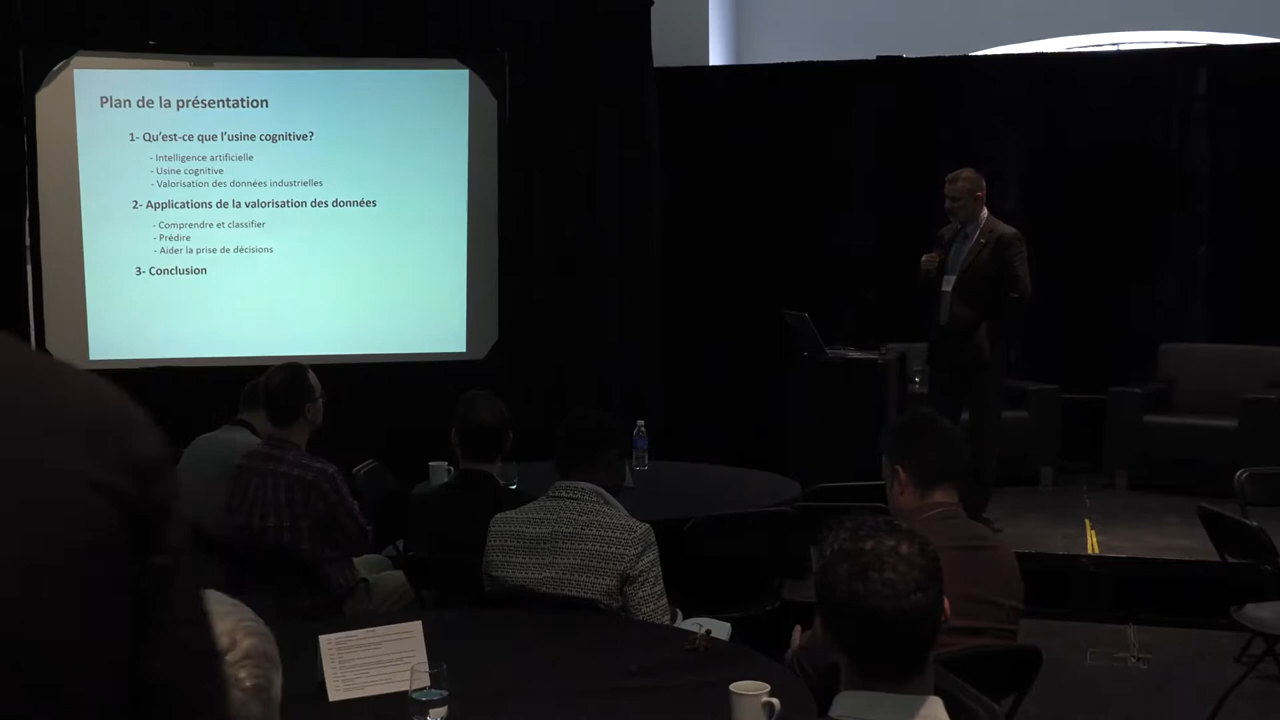 Plan de la présentation
1- Qu'est-ce que l'usine cognitive?
- Intelligence artificielle
- Usine cognitive
- Valorisation des données industrielles
2- Applications de la valorisation des données
- Comprendre et classifier
- Prédire
- Aider la prise de décisions
3- Conclusion